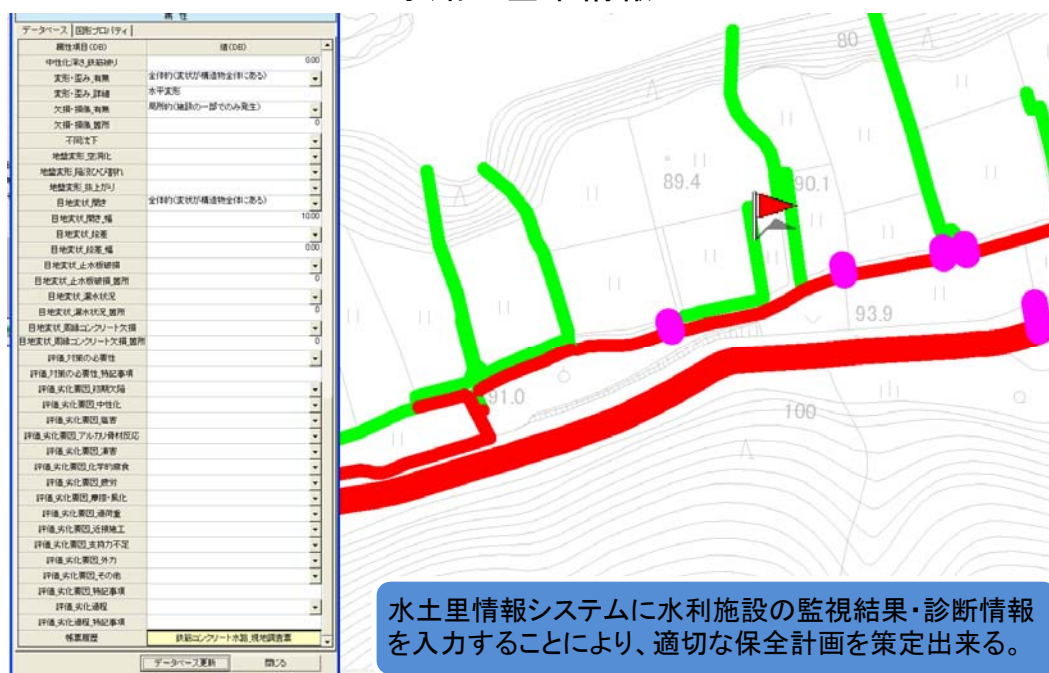 属 性
データベース 図形プロパティ
属性項目(DB) 値(DB)
中性化深さ_鉄筋被り 0.00
変形・歪み_有無 全体的(変状が構造物全体にある)
変形・歪み_詳細 水平変形
欠損・損傷_有無 局所的(施設の一部でのみ発生)
欠損・損傷_箇所 0
不同沈下
地盤変形_空洞化
地盤変形_陥没ひび割れ
地盤変形_抜上がり
目地変状_開き 全体的(変状が構造物全体にある)
目地変状_開き_幅 10.00
目地変状_段差
目地変状_段差_幅 0.00
目地変状_止水板破損
目地変状_止水板破損_箇所 0
目地変状_漏水状況
目地変状_漏水状況_箇所 0
目地変状_周縁コンクリート欠損
目地変状_周縁コンクリート欠損_箇所 0
評価_対策の必要性
評価_対策の必要性_特記事項
評価_劣化要因_初期欠陥
評価_劣化要因_中性化
評価_劣化要因_塩害
評価_劣化要因_アルカリ骨材反応
評価_劣化要因_凍害
評価_劣化要因_化学的腐食
評価_劣化要因_疲労
評価_劣化要因_摩擦・風化
評価_劣化要因_過荷重
評価_劣化要因_近接施工
評価_劣化要因_支持力不足
評価_劣化要因_外力
評価_劣化要因_その他
評価_劣化要因_特記事項
評価_劣化過程
評価_劣化過程_特記事項
帳票履歴 鉄筋コンクリート水路_現地調査票
データベース更新 閉じる
80
89.4
90.1
93.9
91.0
100
水土里情報システムに水利施設の監視結果・診断情報
を入力することにより、適切な保全計画を策定出来る。